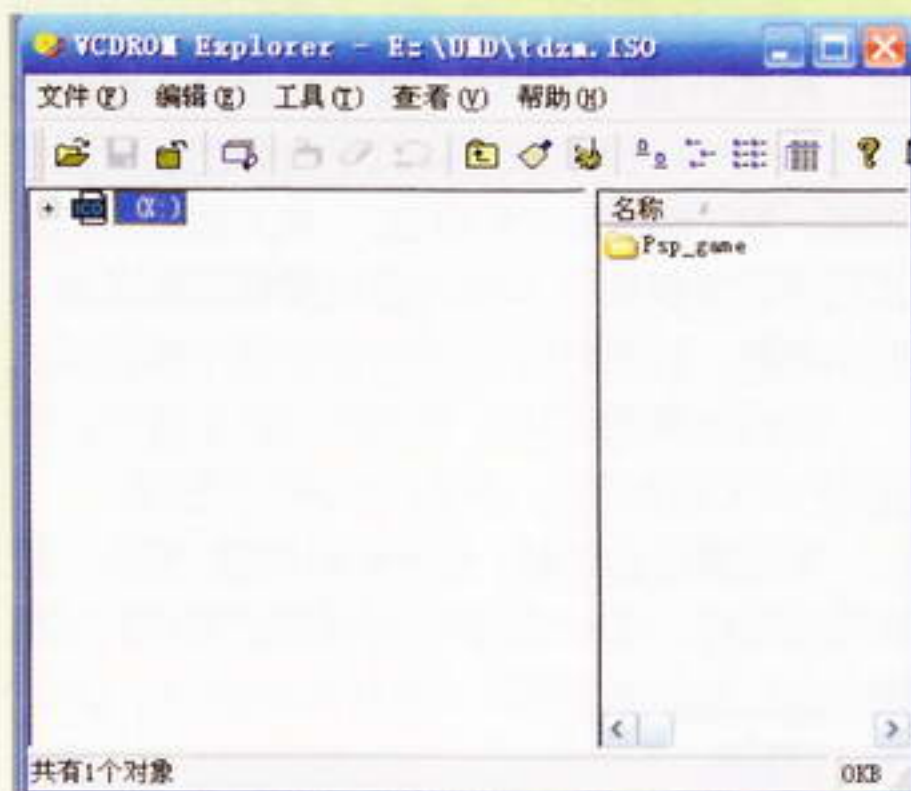 VCDROM Explorer - E:\UMD\tdzm.ISO
文件(F) 编辑(E) 工具(T) 查看(V) 帮助(H)
(X:)
名称
Psp_game
共有1个对象
0KB